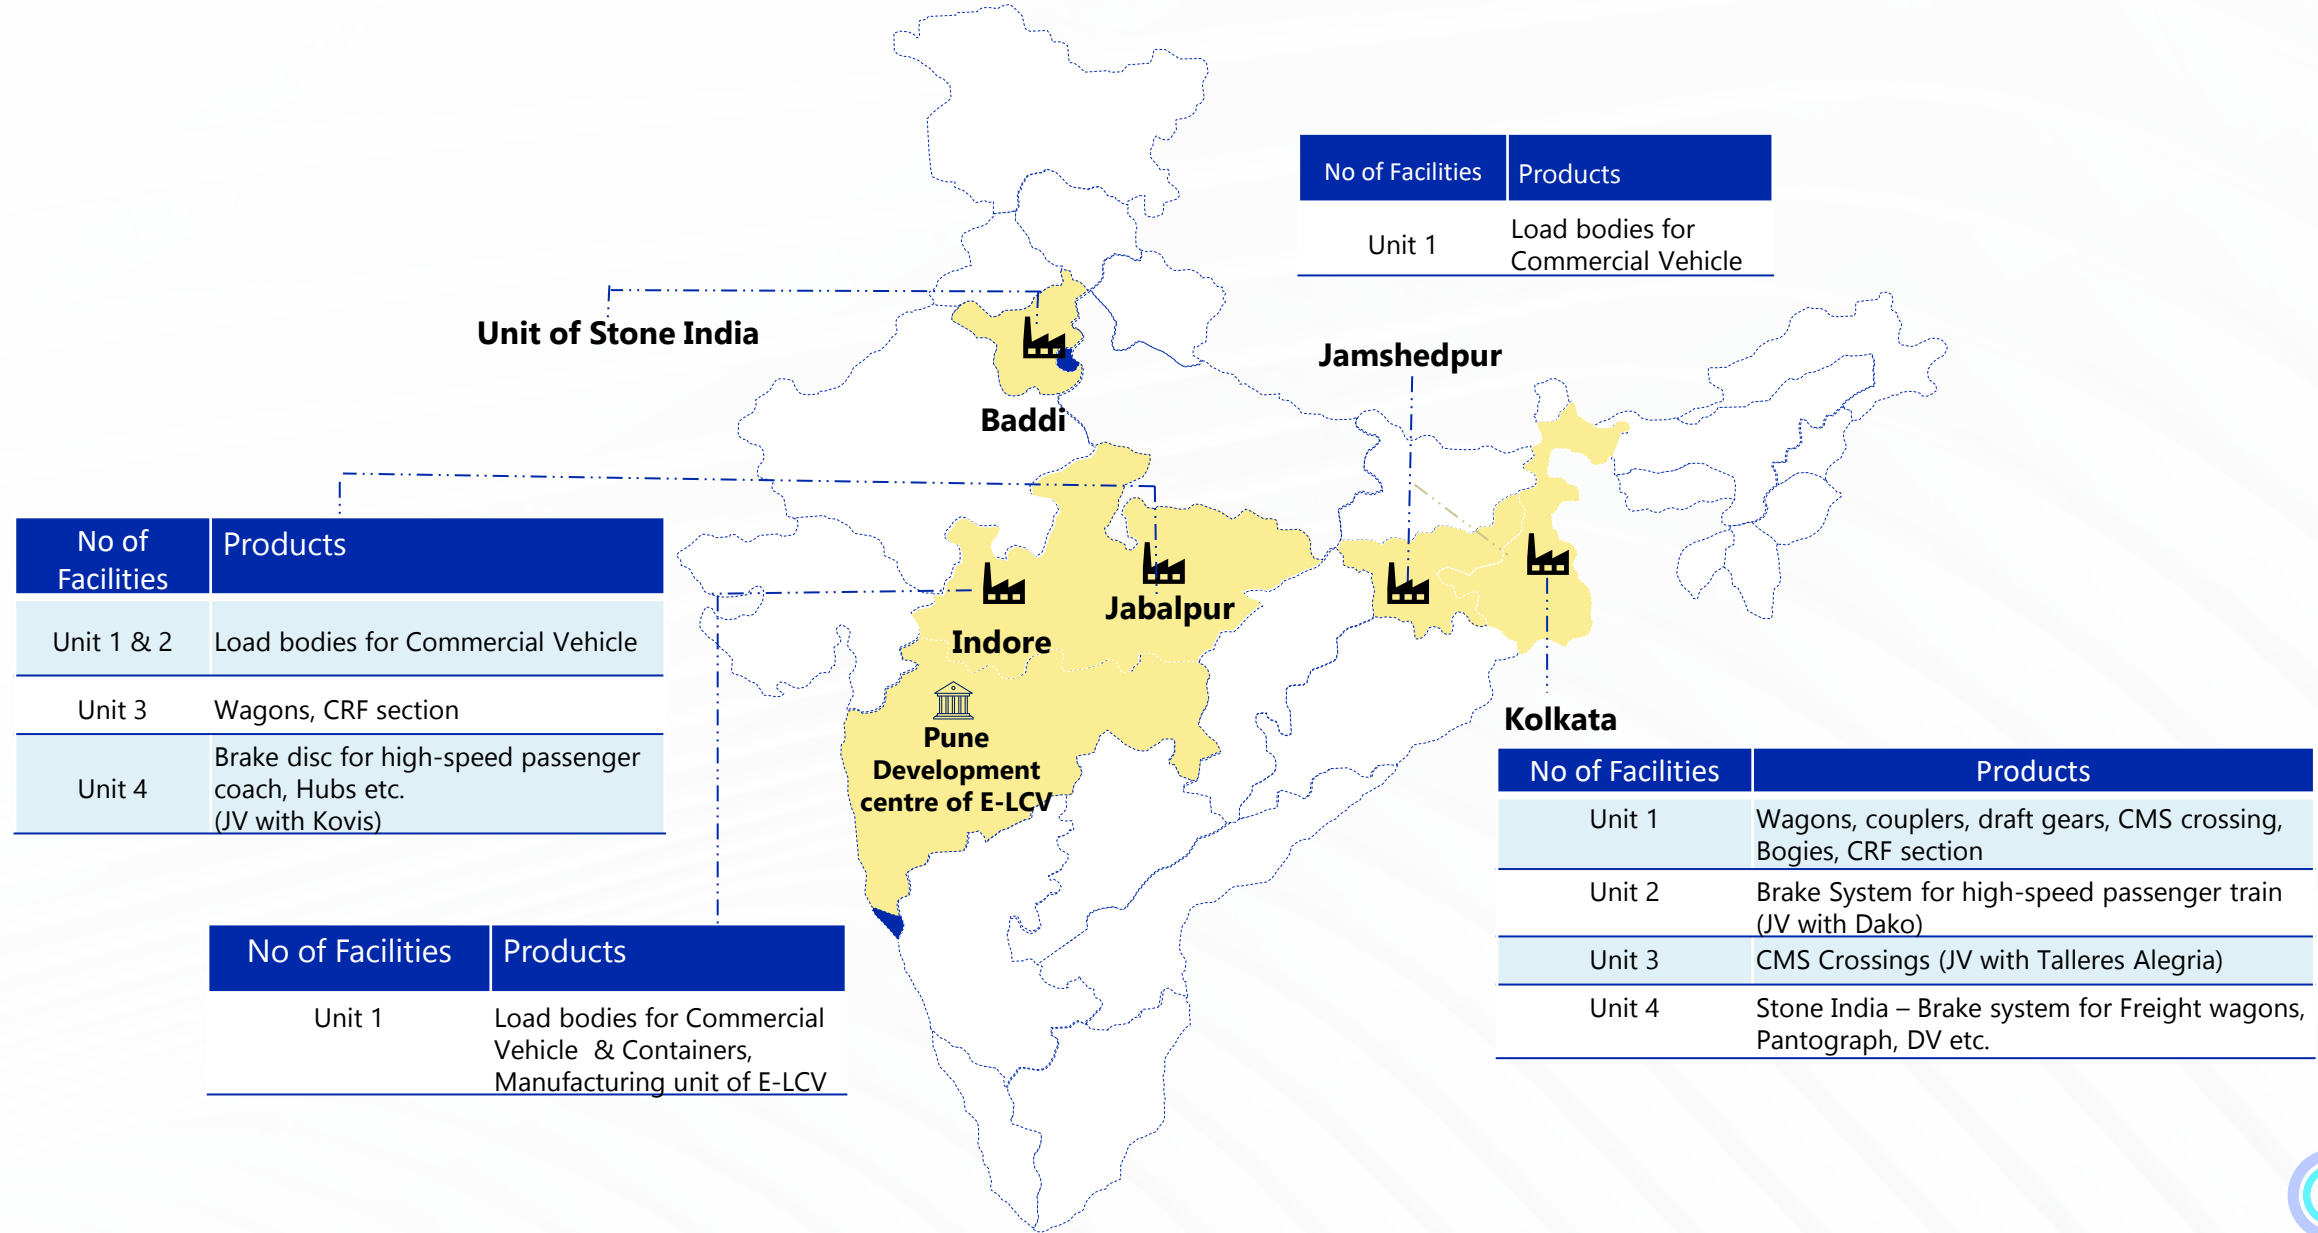 No of Facilities Products
Unit 1
Load bodies for
Commercial Vehicle
Unit of Stone India
Jamshedpur
Baddi
No of
Facilities
Products
Unit 1 & 2 Load bodies for Commercial Vehicle
Unit 3 Wagons, CRF section
Unit 4
Brake disc for high-speed passenger
coach, Hubs etc.
(JV with Kovis)
Jabalpur
Indore
Pune
Development
centre of E-LCV
Kolkata
No of Facilities Products
Unit 1 Wagons, couplers, draft gears, CMS crossing,
Bogies, CRF section
Unit 2 Brake System for high-speed passenger train
(JV with Dako)
Unit 3 CMS Crossings (JV with Talleres Alegria)
Unit 4 Stone India – Brake system for Freight wagons,
Pantograph, DV etc.
No of Facilities Products
Unit 1 Load bodies for Commercial
Vehicle & Containers,
Manufacturing unit of E-LCV